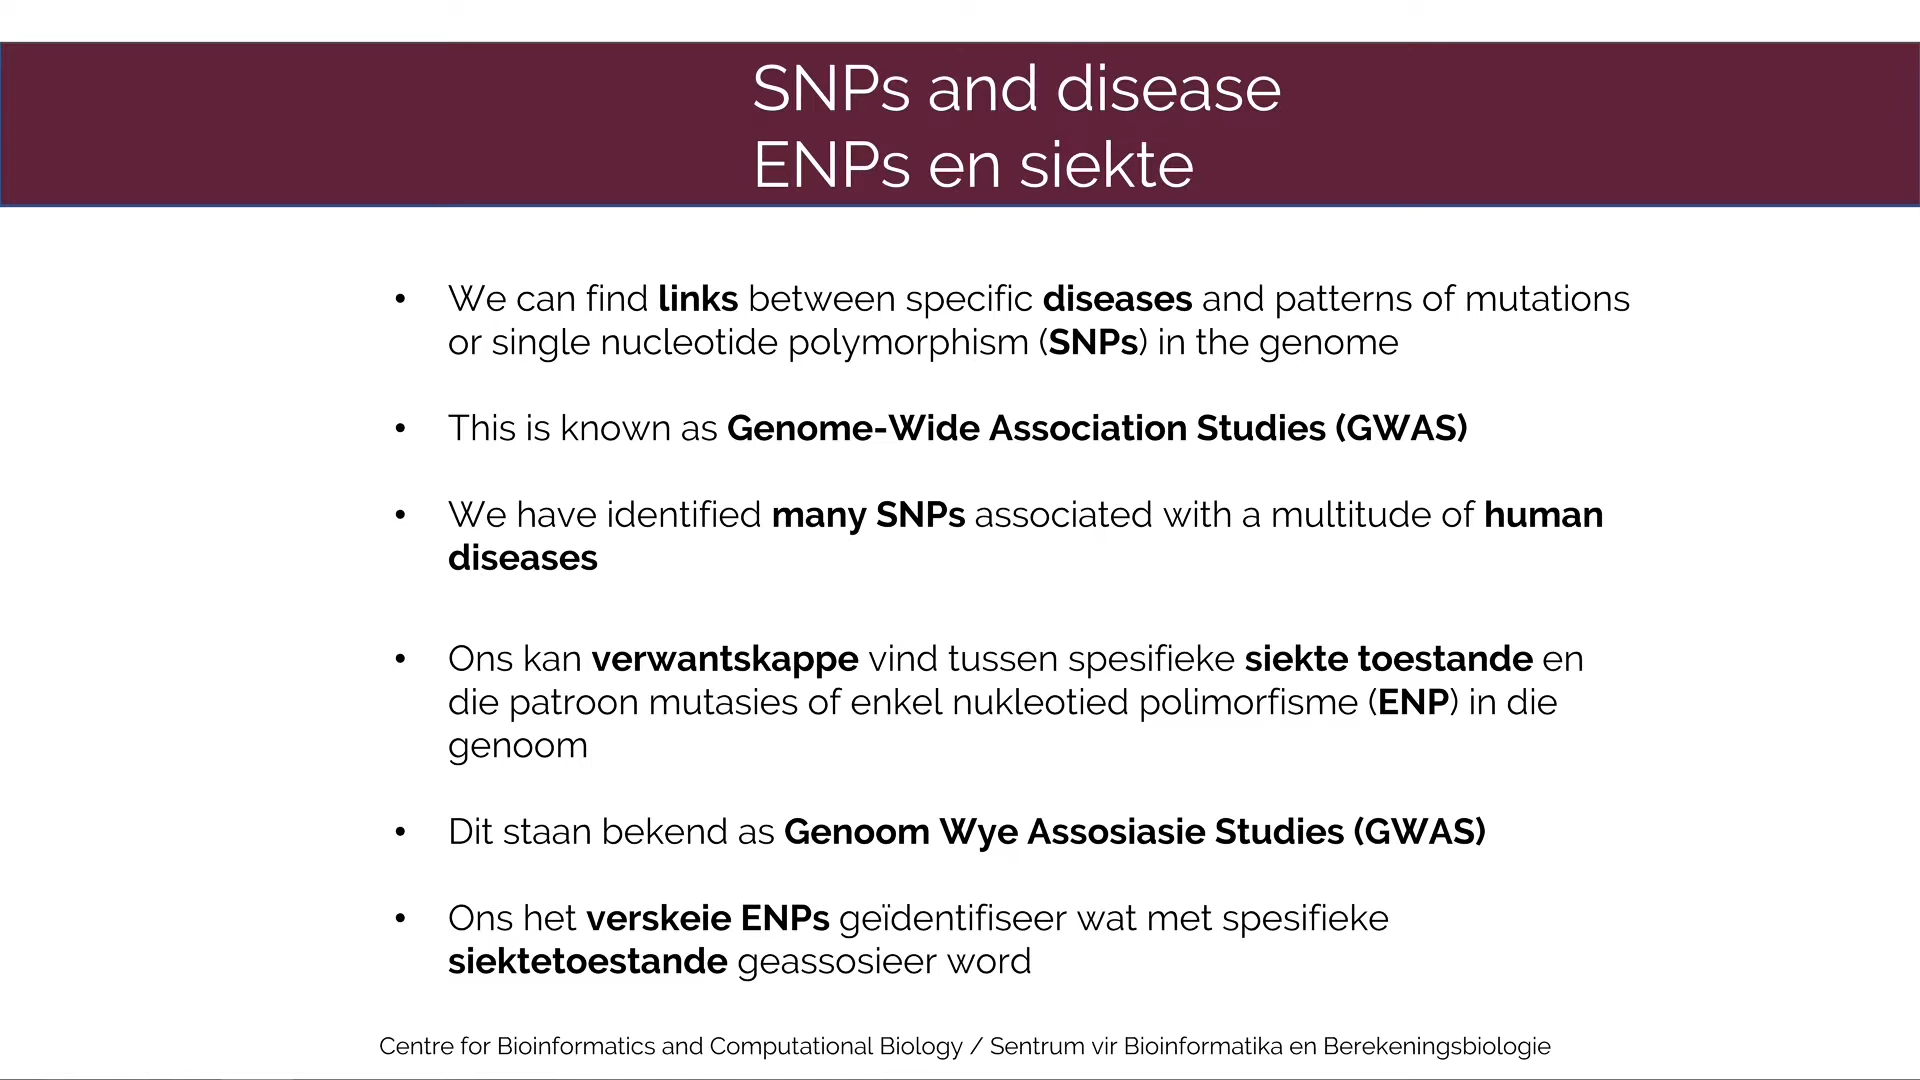 SNPs and disease
ENPs en siekte
• We can find links between specific diseases and patterns of mutations
or single nucleotide polymorphism (SNPs) in the genome
• This is known as Genome-Wide Association Studies (GWAS)
• We have identified many SNPs associated with a multitude of human
diseases
• Ons kan verwantskappe vind tussen spesifieke siekte toestande en
die patroon mutasies of enkel nukleotied polimorfisme (ENP) in die
genoom
• Dit staan bekend as Genoom Wye Assosiasie Studies (GWAS)
• Ons het verskeie ENPs geïdentifiseer wat met spesifieke
siektetoestande geassosieer word
Centre for Bioinformatics and Computational Biology / Sentrum vir Bioinformatika en Berekeningsbiologie